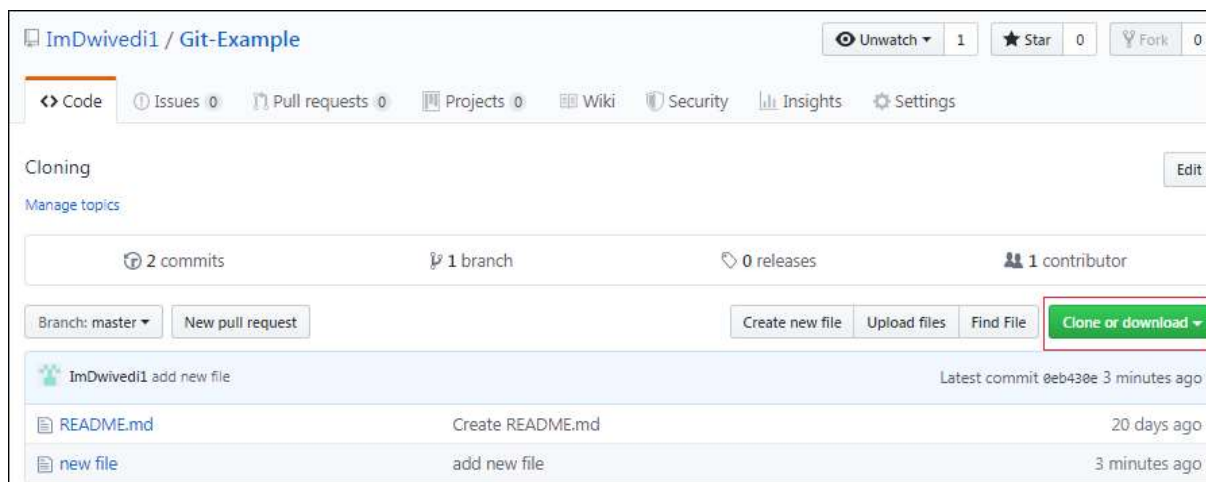 ImDwivedi1 / Git-Example
Unwatch 1 Star 0 Fork 0
Code Issues 0 Pull requests 0 Projects 0 Wiki Security Insights Settings
Cloning
Edit
Manage topics
2 commits 1 branch 0 releases 1 contributor
Branch: master New pull request Create new file Upload files Find File Clone or download
ImDwivedi1 add new file Latest commit 0eb430e 3 minutes ago
README.md Create README.md 20 days ago
new file add new file 3 minutes ago